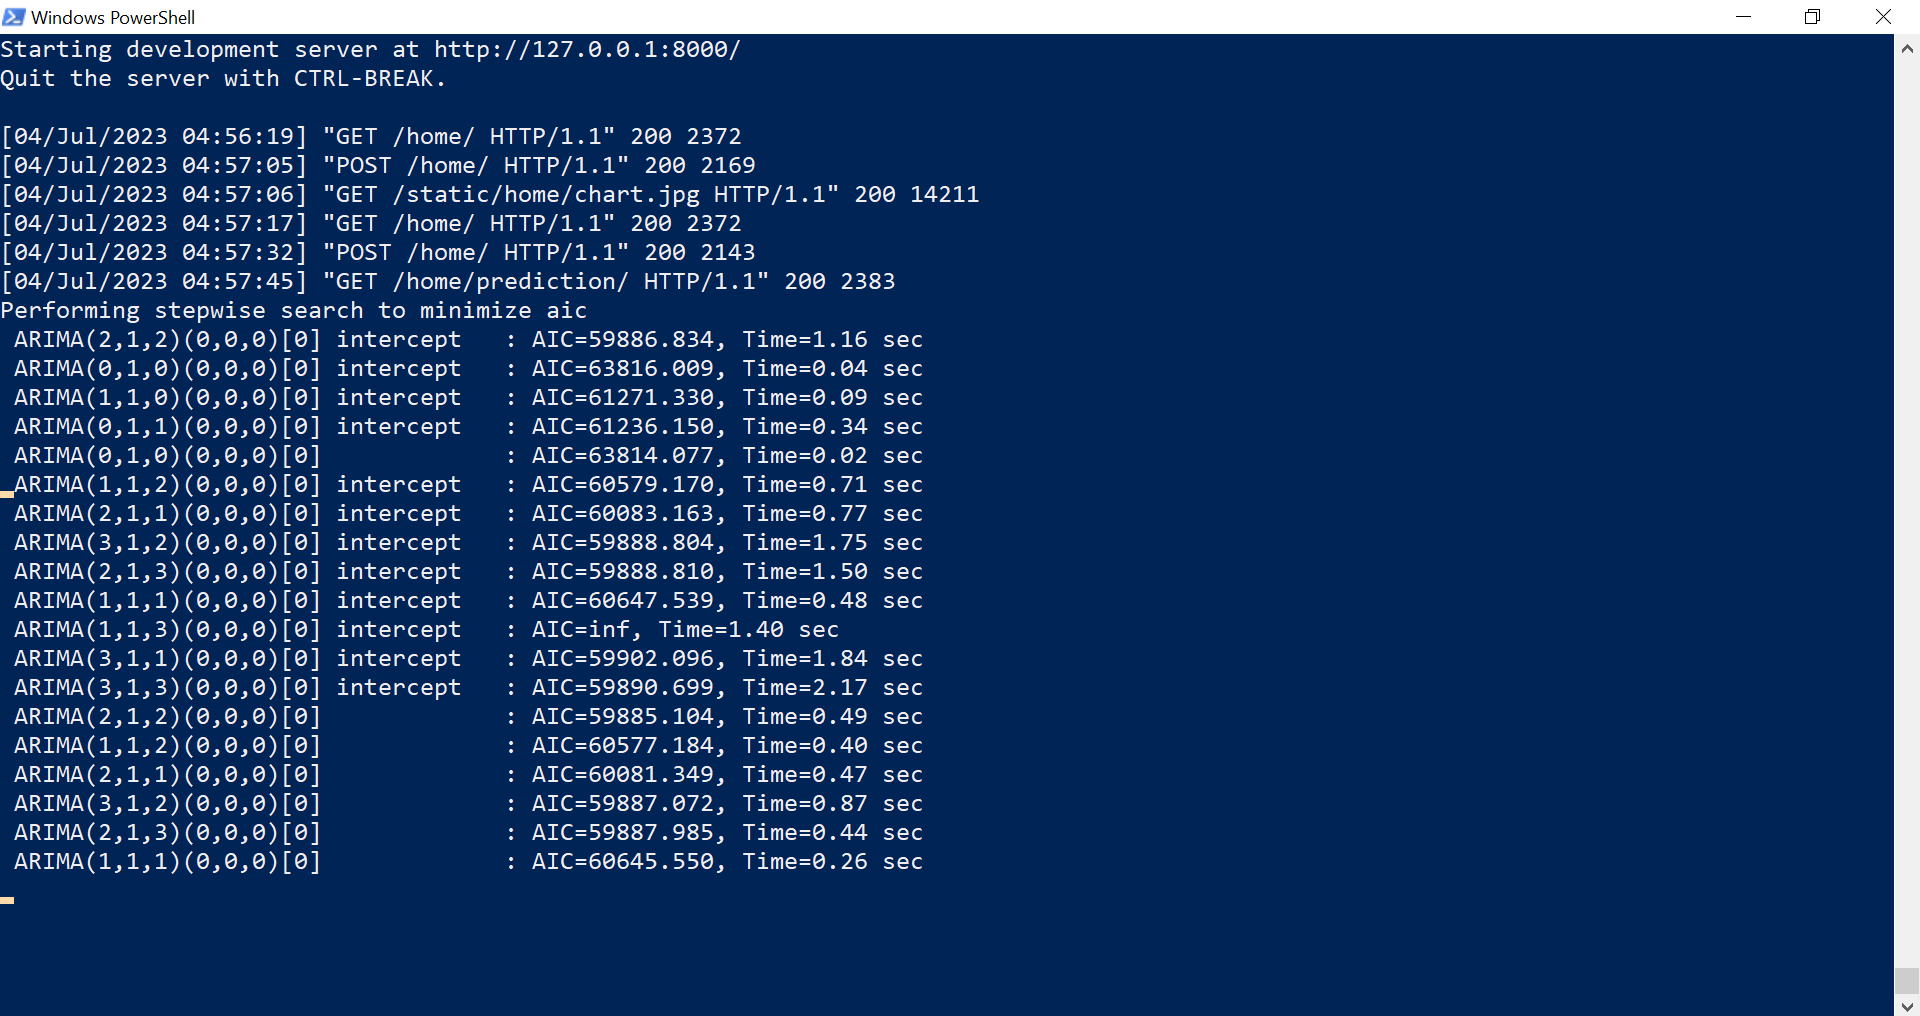 Windows PowerShell
Starting development server at http://127.0.0.1:8000/
Quit the server with CTRL-BREAK.
[04/Jul/2023 04:56:19] "GET /home/ HTTP/1.1" 200 2372
[04/Jul/2023 04:57:05] "POST /home/ HTTP/1.1" 200 2169
[04/Jul/2023 04:57:06] "GET /static/home/chart.jpg HTTP/1.1" 200 14211
[04/Jul/2023 04:57:17] "GET /home/ HTTP/1.1" 200 2372
[04/Jul/2023 04:57:32] "POST /home/ HTTP/1.1" 200 2143
[04/Jul/2023 04:57:45] "GET /home/prediction/ HTTP/1.1" 200 2383
Performing stepwise search to minimize aic
 ARIMA(2,1,2)(0,0,0)[0] intercept   : AIC=59886.834, Time=1.16 sec
 ARIMA(0,1,0)(0,0,0)[0] intercept   : AIC=63816.009, Time=0.04 sec
 ARIMA(1,1,0)(0,0,0)[0] intercept   : AIC=61271.330, Time=0.09 sec
 ARIMA(0,1,1)(0,0,0)[0] intercept   : AIC=61236.150, Time=0.34 sec
 ARIMA(0,1,0)(0,0,0)[0]             : AIC=63814.077, Time=0.02 sec
 ARIMA(1,1,2)(0,0,0)[0] intercept   : AIC=60579.170, Time=0.71 sec
 ARIMA(2,1,1)(0,0,0)[0] intercept   : AIC=60083.163, Time=0.77 sec
 ARIMA(3,1,2)(0,0,0)[0] intercept   : AIC=59888.804, Time=1.75 sec
 ARIMA(2,1,3)(0,0,0)[0] intercept   : AIC=59888.810, Time=1.50 sec
 ARIMA(1,1,1)(0,0,0)[0] intercept   : AIC=60647.539, Time=0.48 sec
 ARIMA(1,1,3)(0,0,0)[0] intercept   : AIC=inf, Time=1.40 sec
 ARIMA(3,1,1)(0,0,0)[0] intercept   : AIC=59902.096, Time=1.84 sec
 ARIMA(3,1,3)(0,0,0)[0] intercept   : AIC=59890.699, Time=2.17 sec
 ARIMA(2,1,2)(0,0,0)[0]             : AIC=59885.104, Time=0.49 sec
 ARIMA(1,1,2)(0,0,0)[0]             : AIC=60577.184, Time=0.40 sec
 ARIMA(2,1,1)(0,0,0)[0]             : AIC=60081.349, Time=0.47 sec
 ARIMA(3,1,2)(0,0,0)[0]             : AIC=59887.072, Time=0.87 sec
 ARIMA(2,1,3)(0,0,0)[0]             : AIC=59887.985, Time=0.44 sec
 ARIMA(1,1,1)(0,0,0)[0]             : AIC=60645.550, Time=0.26 sec